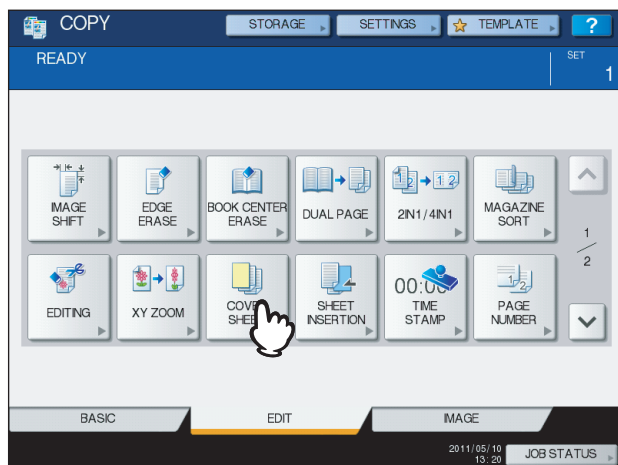 COPY
STORAGE
SETTINGS
TEMPLATE
?
READY
SET
1
IMAGE
SHIFT
EDGE
ERASE
BOOK CENTER
ERASE
DUAL PAGE
2IN1/4IN1
MAGAZINE
SORT
1
2
EDITING
XY ZOOM
SHEET
INSERTION
TIME
STAMP
PAGE
NUMBER
BASIC
EDIT
IMAGE
2011/05/10
13:20
JOB STATUS